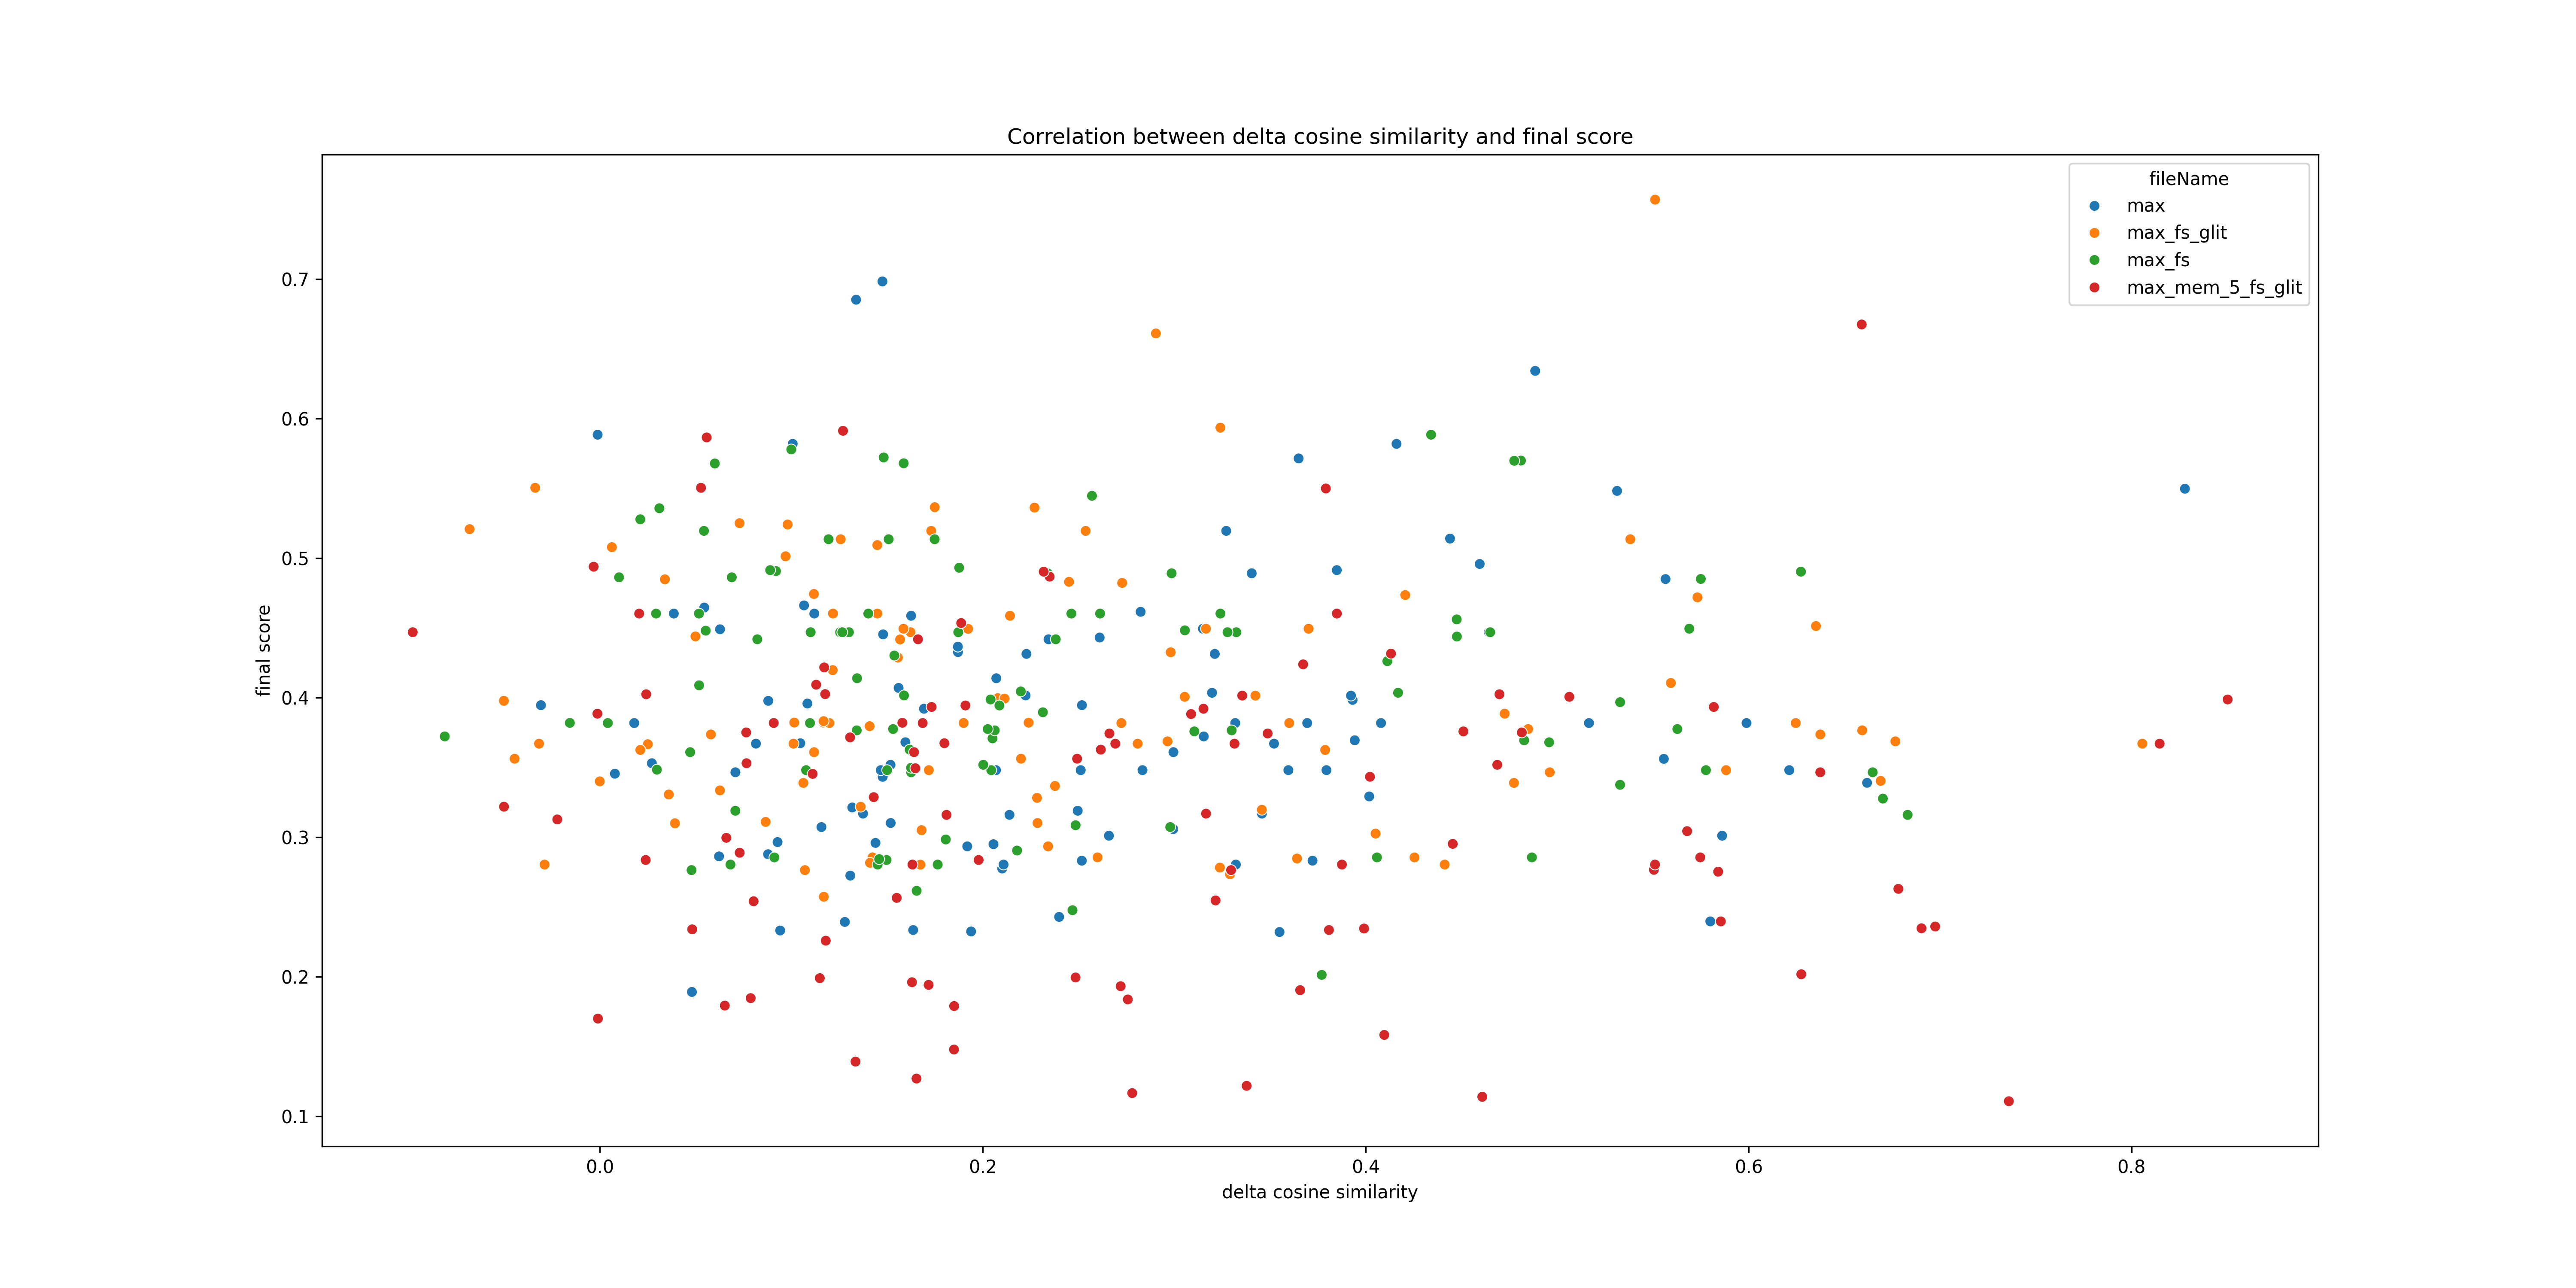 Correlation between delta cosine similarity and final score
fileName
max
max_fs_glit
max_fs
max_mem_5_fs_glit
final score
0.7
0.6
0.5
0.4
0.3
0.2
0.1
0.0 0.2 0.4 0.6 0.8
delta cosine similarity